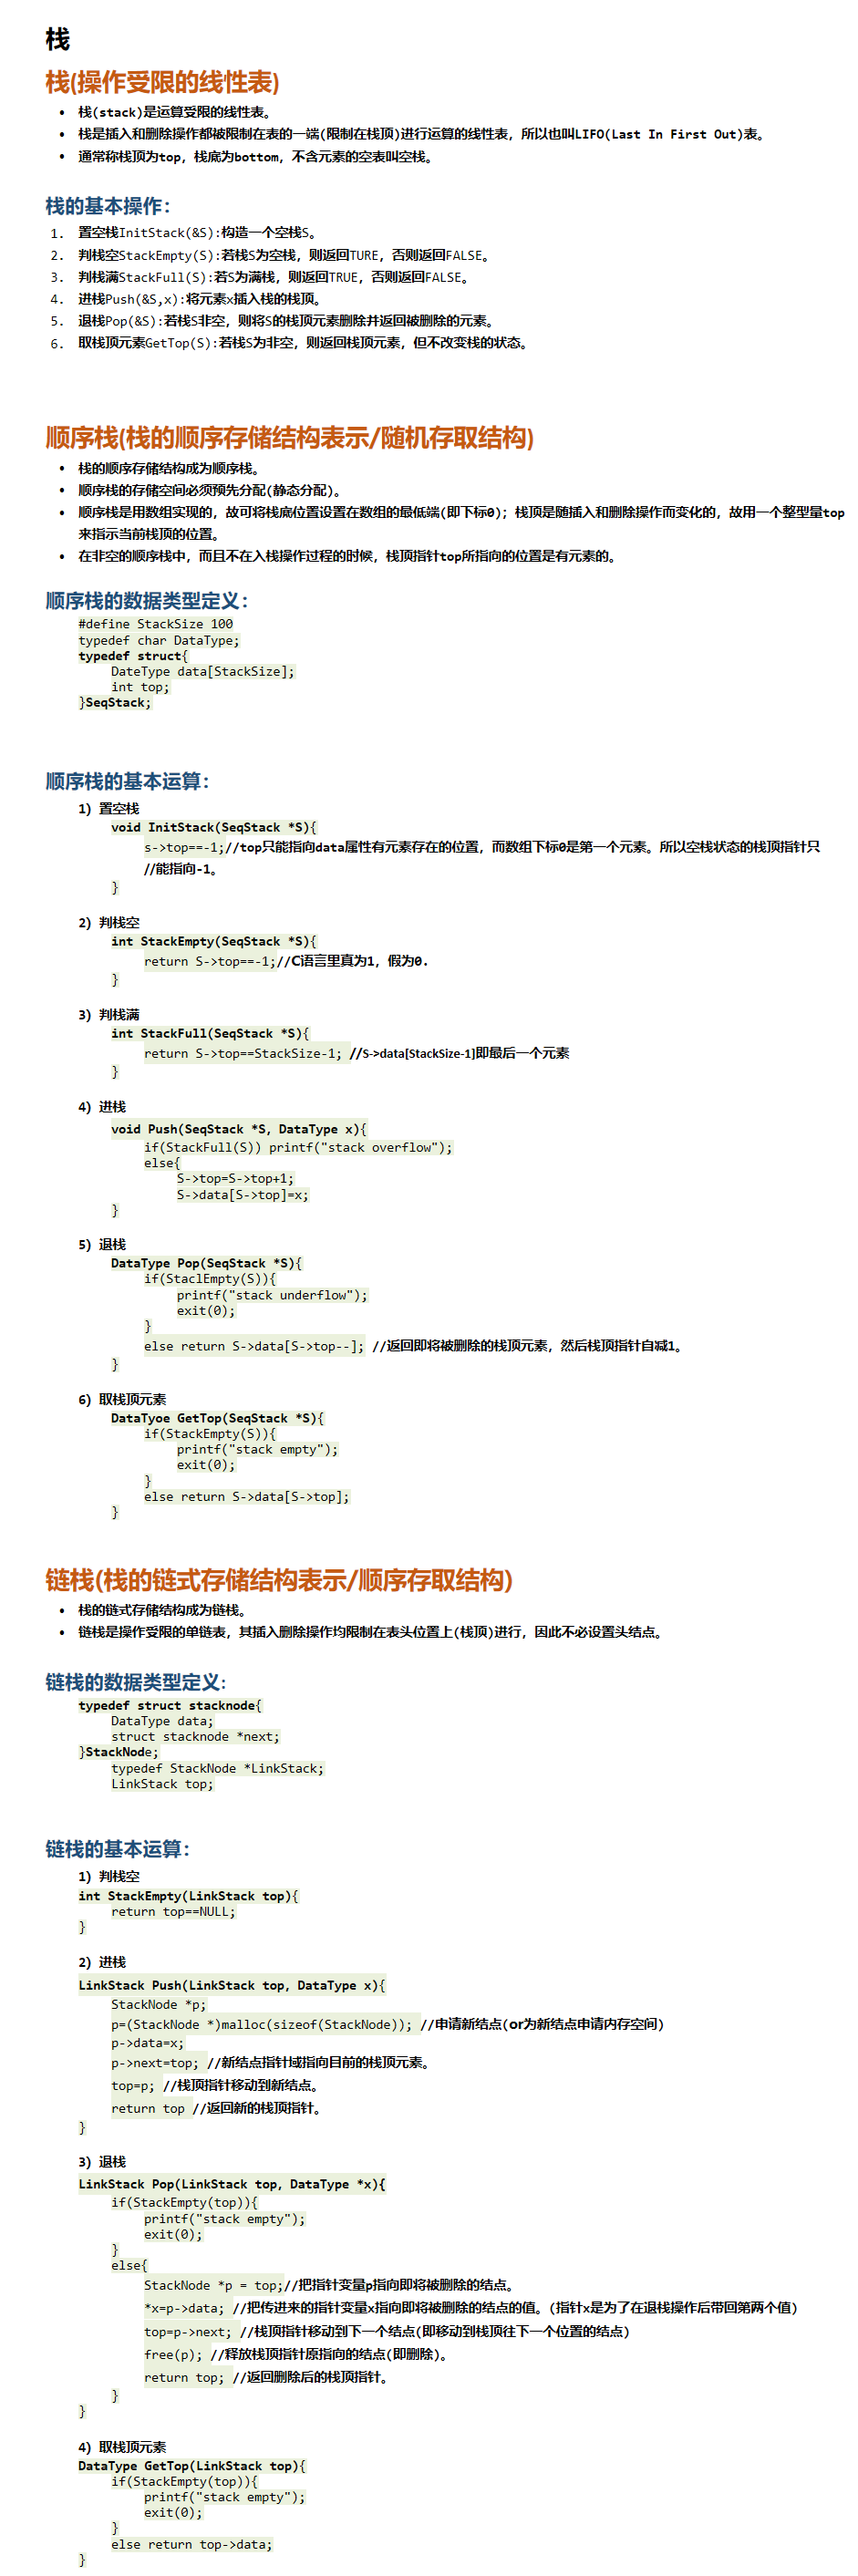 栈
栈(操作受限的线性表)
• 栈(stack)是运算受限的线性表。
• 栈是插入和删除操作都被限制在表的一端(限制在栈顶)进行运算的线性表，所以也叫LIFO(Last In First Out)表。
• 通常称栈顶为top，栈底为bottom，不含元素的空表叫空栈。
栈的基本操作：
1. 置空栈InitStack(&S):构造一个空栈S。
2. 判栈空StackEmpty(S):若栈S为空栈，则返回TURE，否则返回FALSE。
3. 判栈满StackFull(S):若S为满栈，则返回TRUE，否则返回FALSE。
4. 进栈Push(&S,x):将元素x插入栈的栈顶。
5. 退栈Pop(&S):若栈S非空，则将S的栈顶元素删除并返回被删除的元素。
6. 取栈顶元素GetTop(S):若栈S为非空，则返回栈顶元素，但不改变栈的状态。
顺序栈(栈的顺序存储结构表示/随机存取结构)
• 栈的顺序存储结构成为顺序栈。
• 顺序栈的存储空间必须预先分配(静态分配)。
• 顺序栈是用数组实现的，故可将栈底位置设置在数组的最低端(即下标0)；栈顶是随插入和删除操作而变化的，故用一个整型量top
来指示当前栈顶的位置。
• 在非空的顺序栈中，而且不在入栈操作过程的时候，栈顶指针top所指向的位置是有元素的。
顺序栈的数据类型定义：
#define StackSize 100
typedef char DataType;
typedef struct{
DateType data[StackSize];
int top;
}SeqStack;
顺序栈的基本运算：
1) 置空栈
void InitStack(SeqStack *S){
s->top==-1;//top只能指向data属性有元素存在的位置，而数组下标0是第一个元素。所以空栈状态的栈顶指针只
//能指向-1。
}
2) 判栈空
int StackEmpty(SeqStack *S){
return S->top==-1;//C语言里真为1，假为0.
}
3) 判栈满
int StackFull(SeqStack *S){
return S->top==StackSize-1; //S->data[StackSize-1]即最后一个元素
}
4) 进栈
void Push(SeqStack *S, DataType x){
if(StackFull(S)) printf("stack overflow");
else{
S->top=S->top+1;
S->data[S->top]=x;
}
5) 退栈
DataType Pop(SeqStack *S){
if(StaclEmpty(S)){
printf("stack underflow");
exit(0);
}
else return S->data[S->top--]; //返回即将被删除的栈顶元素，然后栈顶指针自减1。
}
6) 取栈顶元素
DataTyoe GetTop(SeqStack *S){
if(StackEmpty(S)){
printf("stack empty");
exit(0);
}
else return S->data[S->top];
}
链栈(栈的链式存储结构表示/顺序存取结构)
• 栈的链式存储结构成为链栈。
• 链栈是操作受限的单链表，其插入删除操作均限制在表头位置上(栈顶)进行，因此不必设置头结点。
链栈的数据类型定义:
typedef struct stacknode{
DataType data;
struct stacknode *next;
}StackNode;
typedef StackNode *LinkStack;
LinkStack top;
链栈的基本运算：
1) 判栈空
int StackEmpty(LinkStack top){
return top==NULL;
}
2) 进栈
LinkStack Push(LinkStack top, DataType x){
StackNode *p;
p=(StackNode *)malloc(sizeof(StackNode)); //申请新结点(or为新结点申请内存空间)
p->data=x;
p->next=top; //新结点指针域指向目前的栈顶元素。
top=p; //栈顶指针移动到新结点。
return top //返回新的栈顶指针。
}
3) 退栈
LinkStack Pop(LinkStack top, DataType *x){
if(StackEmpty(top)){
printf("stack empty");
exit(0);
}
else{
StackNode *p = top;//把指针变量p指向即将被删除的结点。
*x=p->data; //把传进来的指针变量x指向即将被删除的结点的值。(指针x是为了在退栈操作后带回第两个值)
top=p->next; //栈顶指针移动到下一个结点(即移动到栈顶往下一个位置的结点)
free(p); //释放栈顶指针原指向的结点(即删除)。
return top; //返回删除后的栈顶指针。
}
}
4) 取栈顶元素
DataType GetTop(LinkStack top){
if(StackEmpty(top)){
printf("stack empty");
exit(0);
}
else return top->data;
}